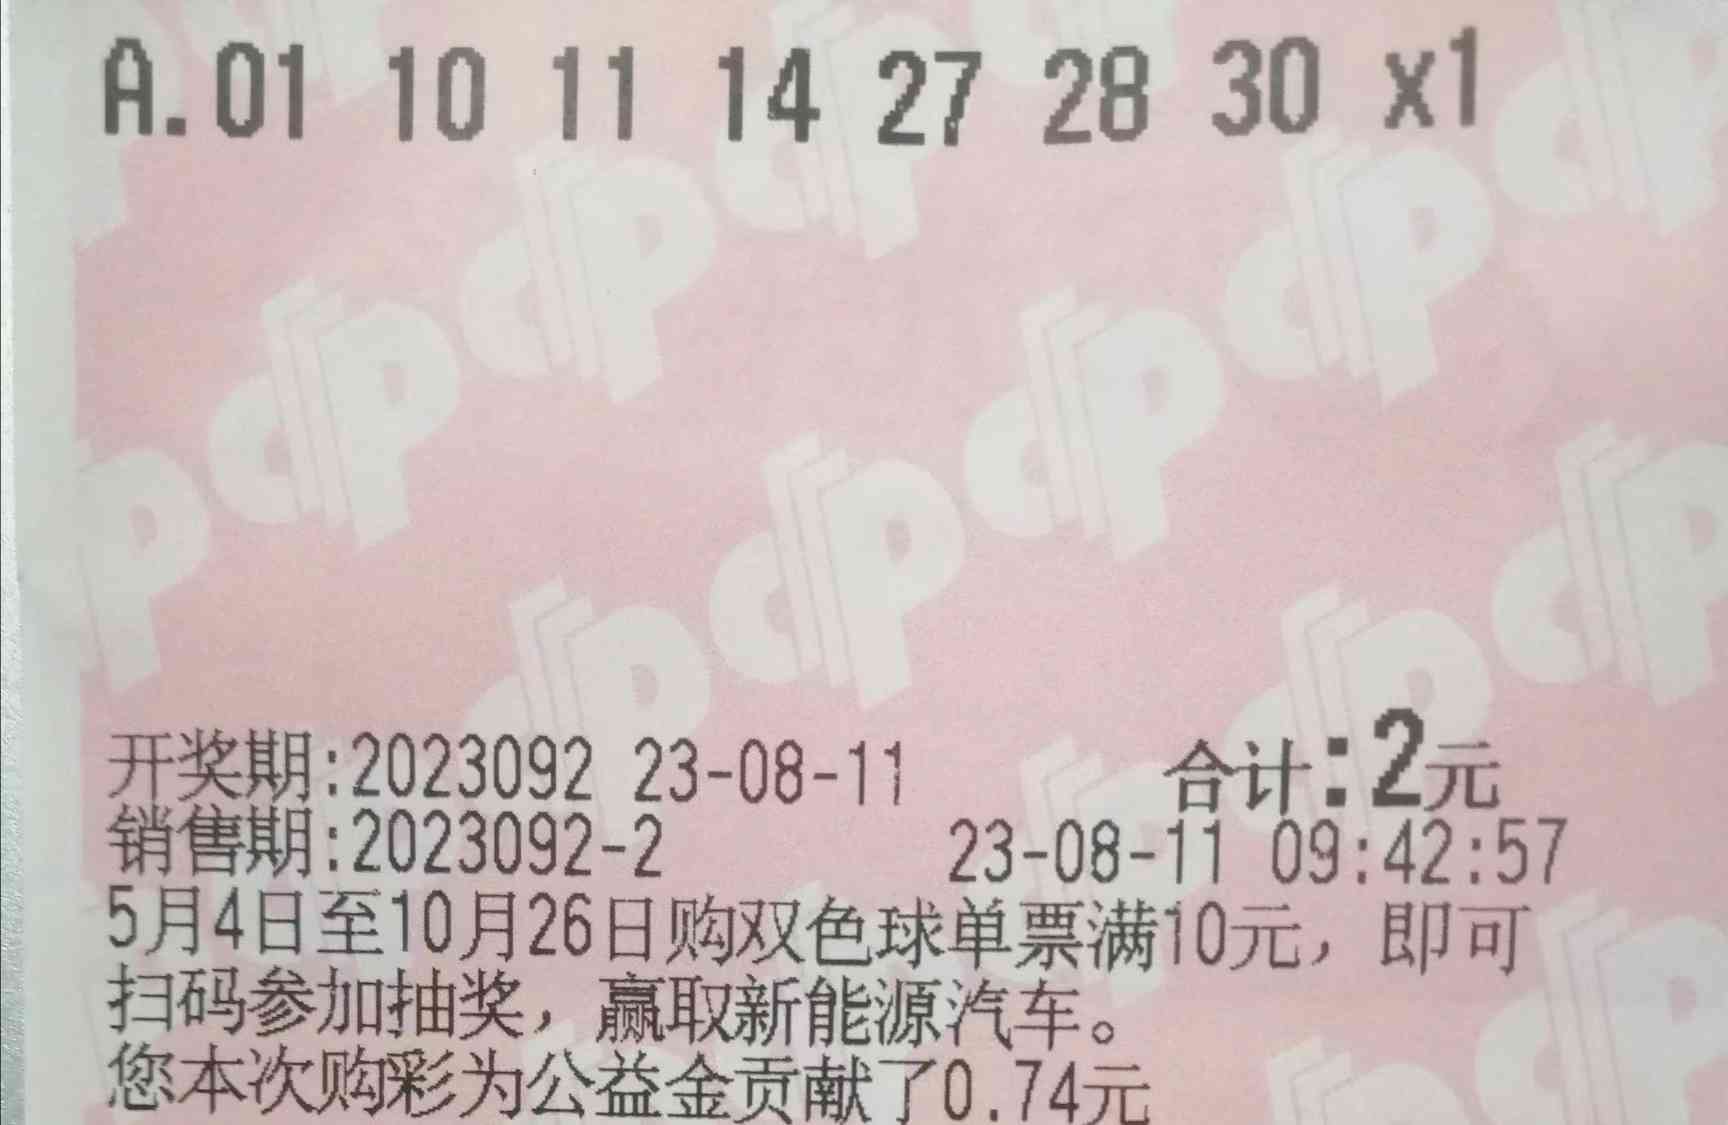 A.01 10 11 14 27 28 30 x1
开奖期:2023092 23-08-11 合计:2元
销售期:2023092-2 23-08-11 09:42:57
5月4日至10月26日购双色球单票满10元，即可
扫码参加抽奖，赢取新能源汽车。
您本次购彩为公益金贡献了0.74元